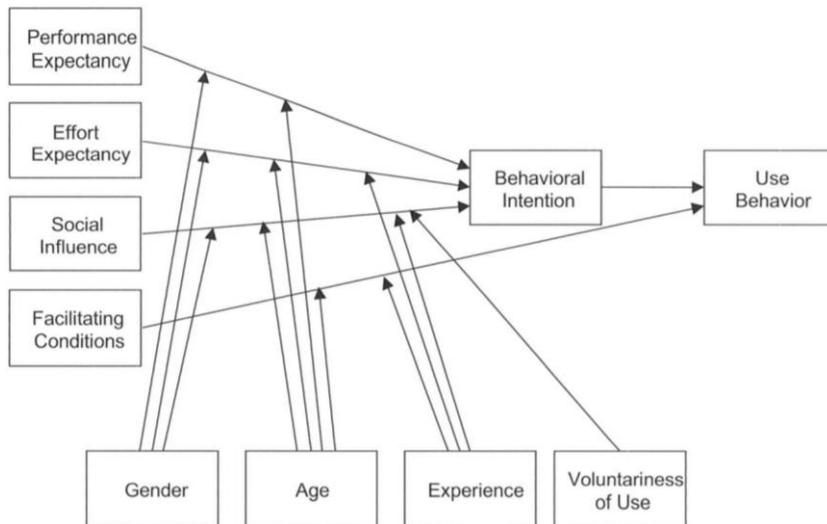 Performance
Expectancy
Effort
Expectancy
Social
Influence
Facilitating
Conditions
Behavioral
Intention
Use
Behavior
Gender
Age
Experience
Voluntariness
of Use